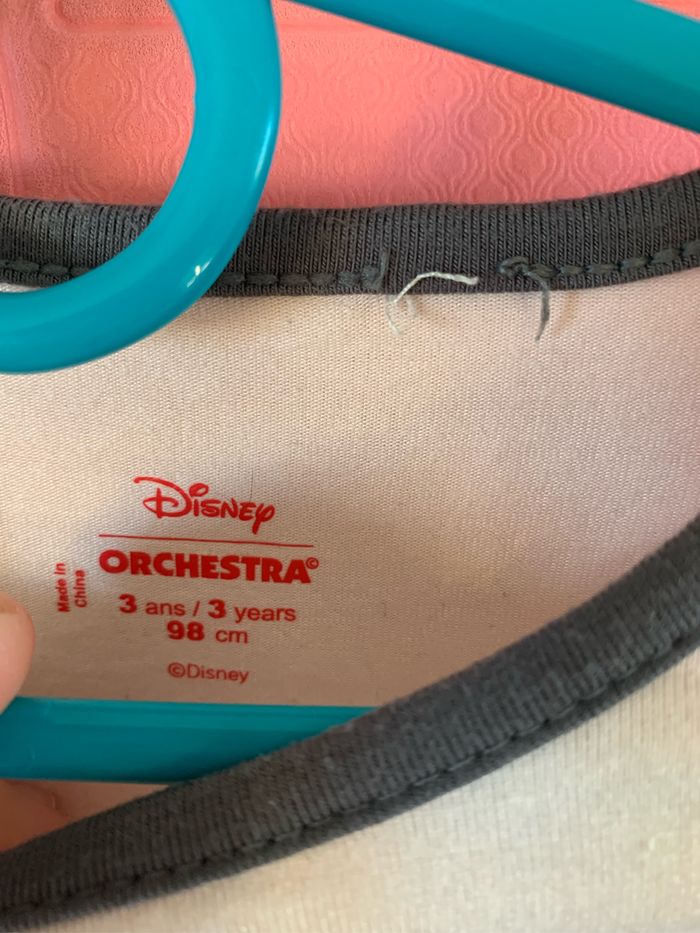 Disney
ORCHESTRA©
Made in
China
3 ans / 3 years
98 cm
©Disney